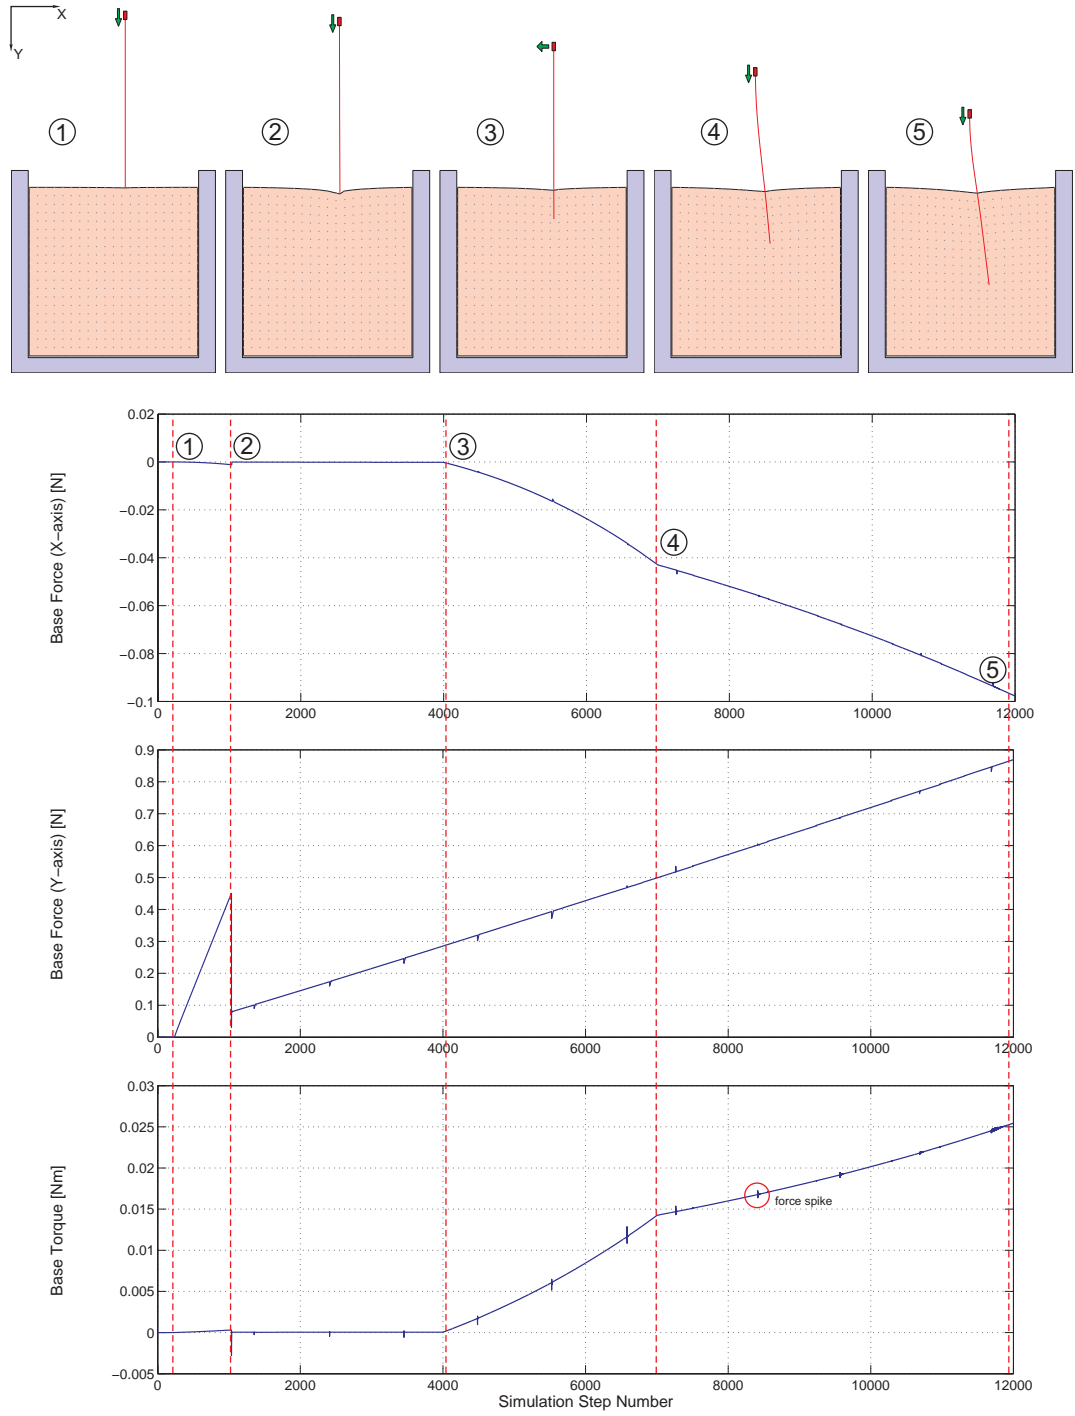 X
Y
① ② ③ ④ ⑤
Base Force (X−axis) [N]
0.02
0
−0.02
−0.04
−0.06
−0.08
−0.1
① ② ③ ④ ⑤
0 2000 4000 6000 8000 10000 12000
Base Force (Y−axis) [N]
0.9
0.8
0.7
0.6
0.5
0.4
0.3
0.2
0.1
0
0 2000 4000 6000 8000 10000 12000
Base Torque [Nm]
0.03
0.025
0.02
0.015
0.01
0.005
0
−0.005
force spike
0 2000 4000 6000 8000 10000 12000
Simulation Step Number